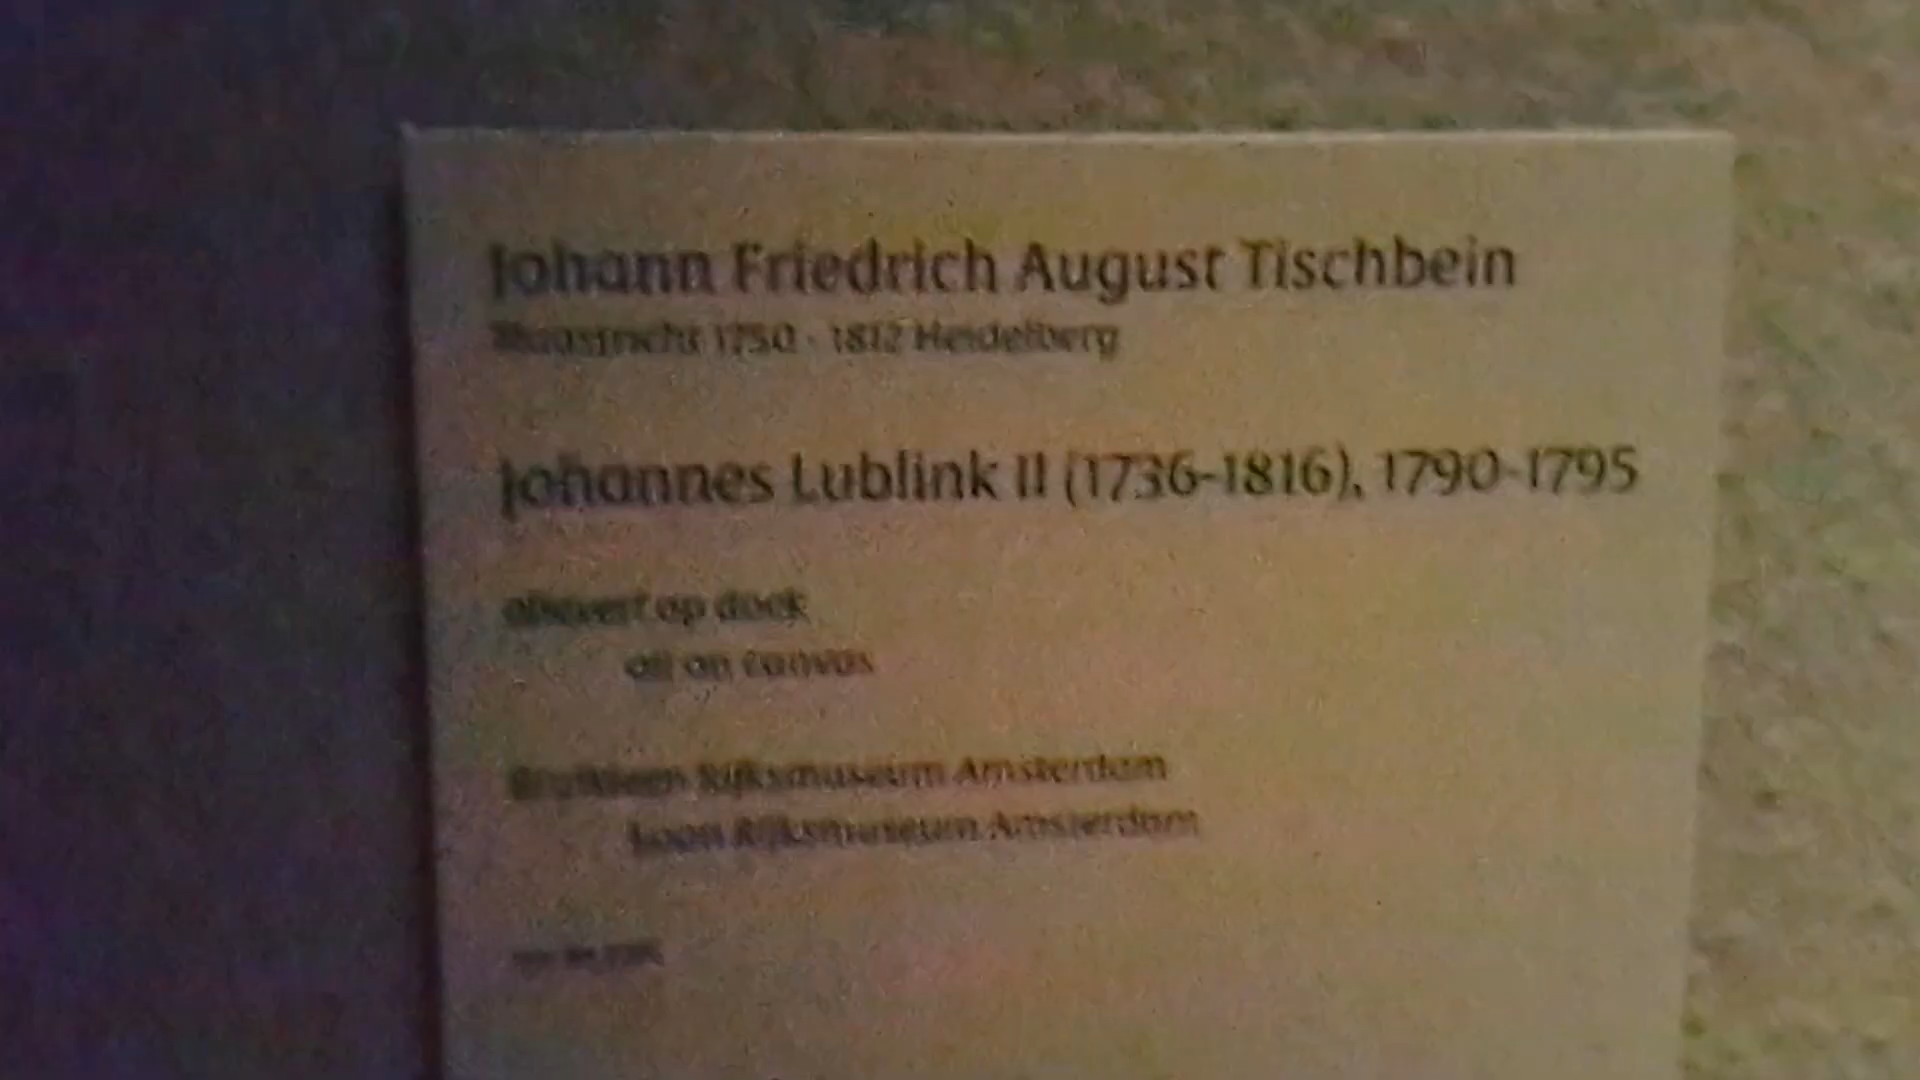 Johann Friedrich August Tischbein
Maastricht 1750 - 1812 Heidelberg
Johannes Lublink II (1736-1816), 1790-1795
olieverf op doek
oil on canvas
Bruikleen Rijksmuseum Amsterdam
Loan Rijksmuseum Amsterdam